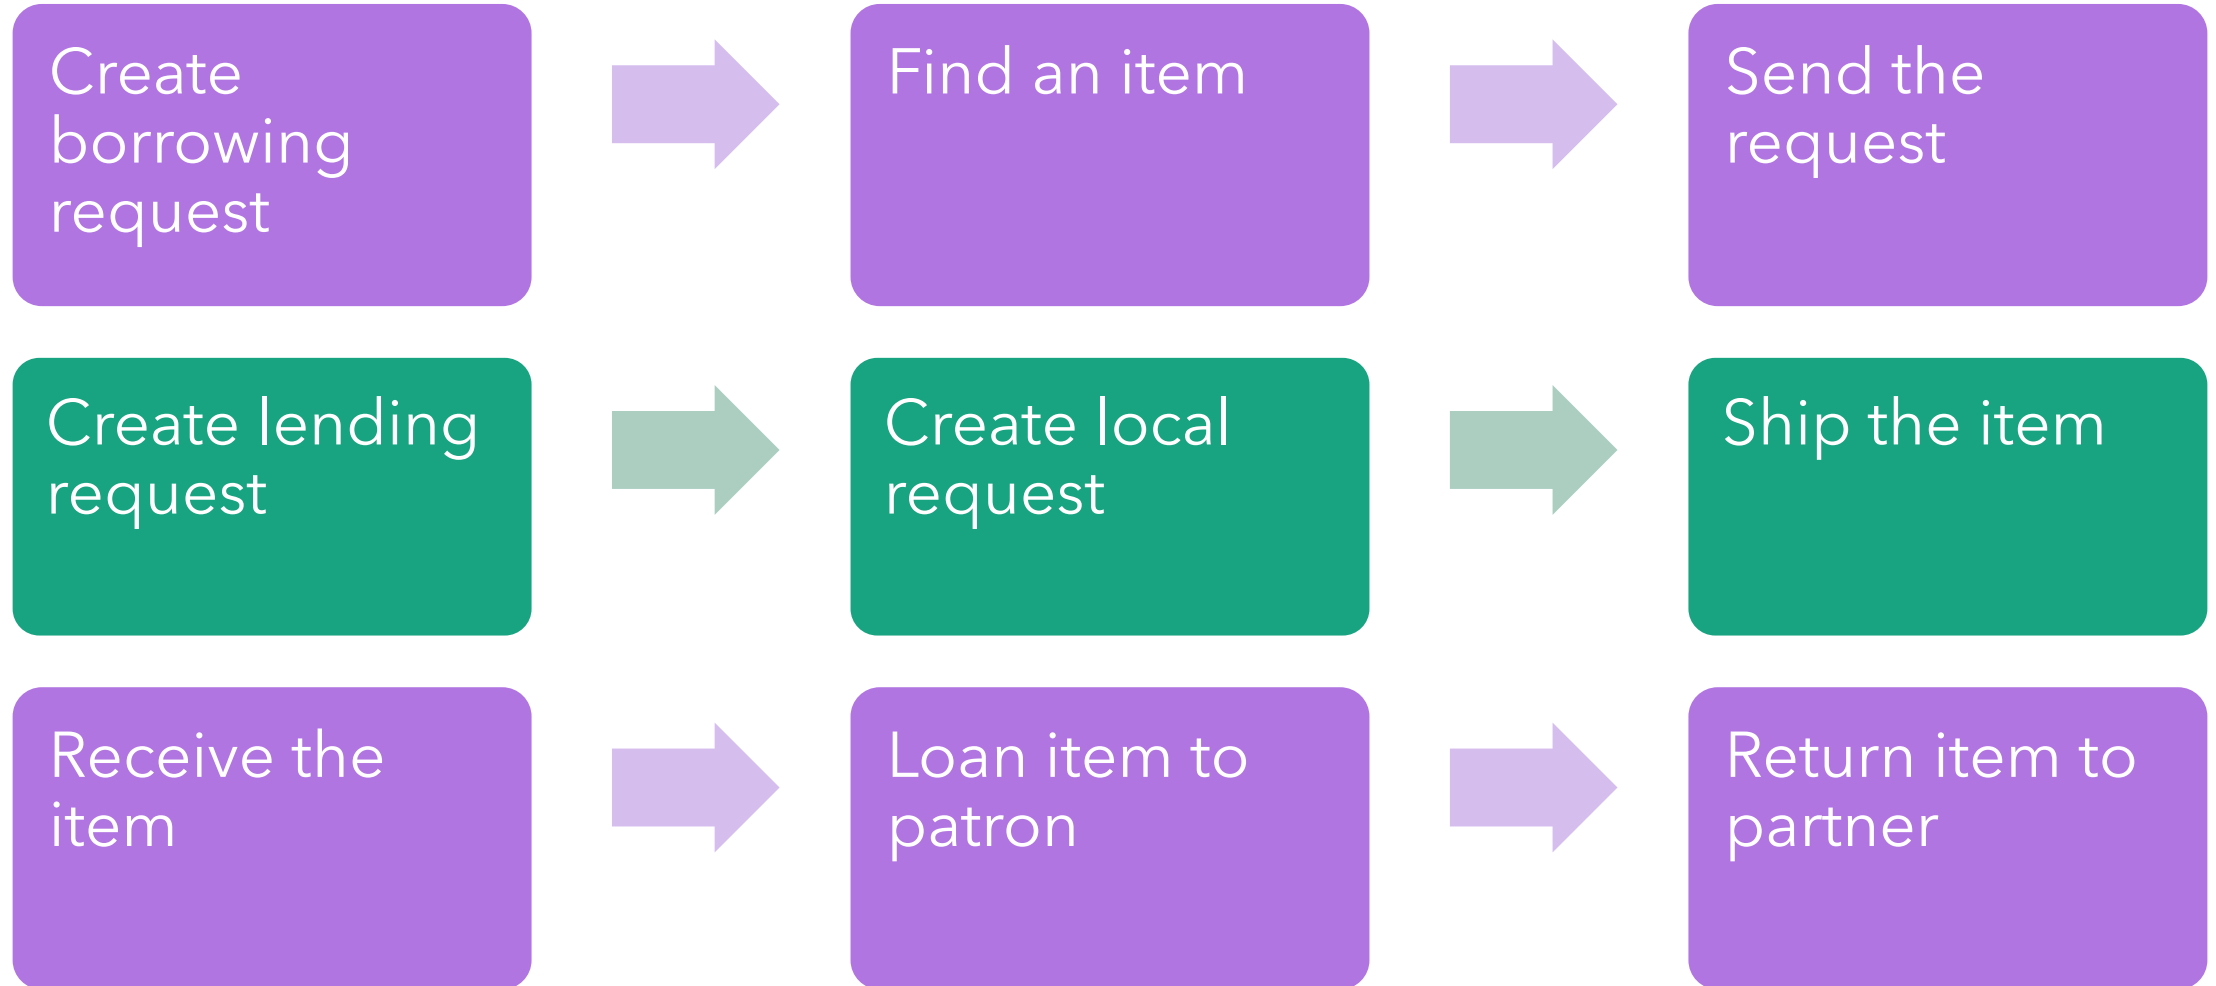 Create
borrowing
request
Find an item
Send the
request
Create lending
request
Create local
request
Ship the item
Receive the
item
Loan item to
patron
Return item to
partner